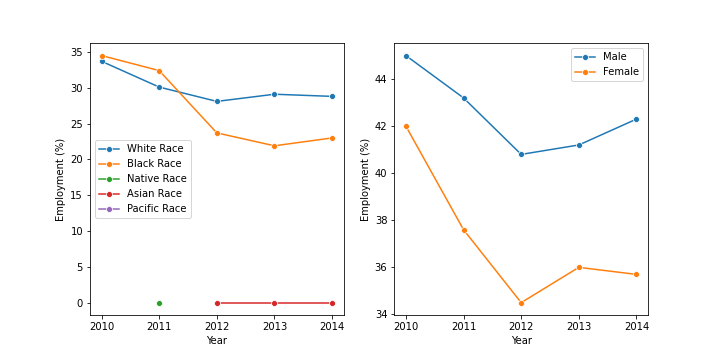 35
30
25
20
15
10
5
0
Employment (%)
White Race
Black Race
Native Race
Asian Race
Pacific Race
2010 2011 2012 2013 2014
Year
44
42
40
38
36
34
Employment (%)
Male
Female
2010 2011 2012 2013 2014
Year